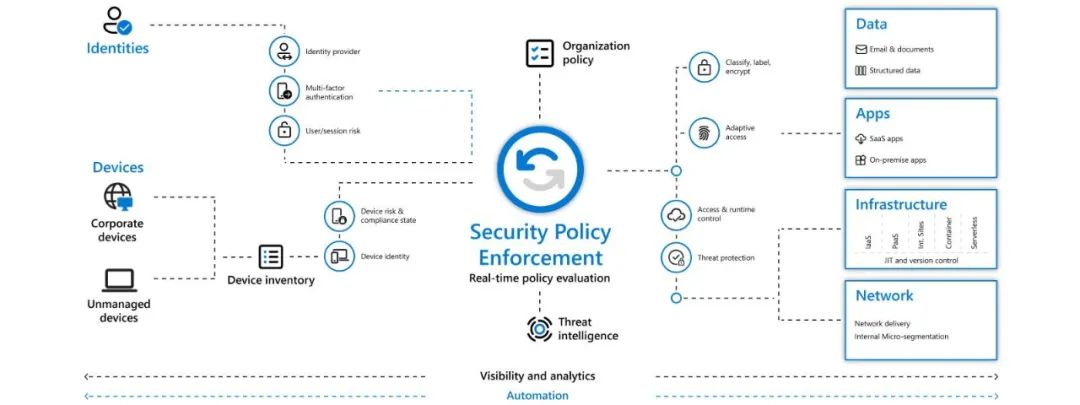 Identities
Identity provider
Multi-factor
authentication
User/session risk
Devices
Corporate
devices
Unmanaged
devices
Device inventory
Device risk &
compliance state
Device identity
Organization
policy
Security Policy
Enforcement
Real-time policy evaluation
Threat
intelligence
Classify, label,
encrypt
Adaptive
access
Access & runtime
control
Threat protection
Data
Email & documents
Structured data
Apps
SaaS apps
On-premise apps
Infrastructure
IaaS
PaaS
Int. Sites
Container
Serverless
JIT and version control
Network
Network delivery
Internal Micro-segmentation
Visibility and analytics
Automation